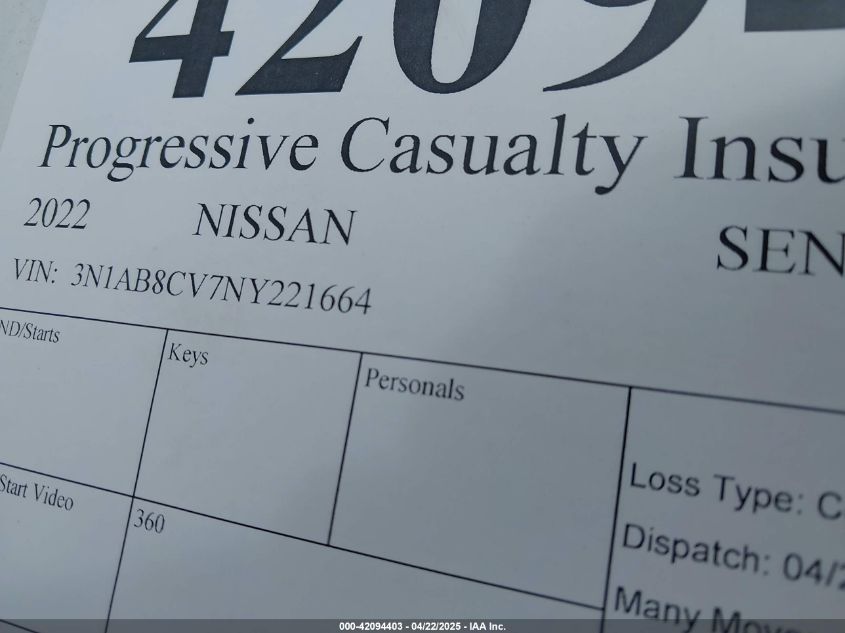 4209-
Progressive Casualty Insu
2022 NISSAN SEN
VIN: 3N1AB8CV7NY221664
ND/Starts
Keys
Personals
Loss Type: C
Start Video
360
Dispatch: 04/2
Many Mov
000-42094403 - 04/22/2025 - IAA Inc.